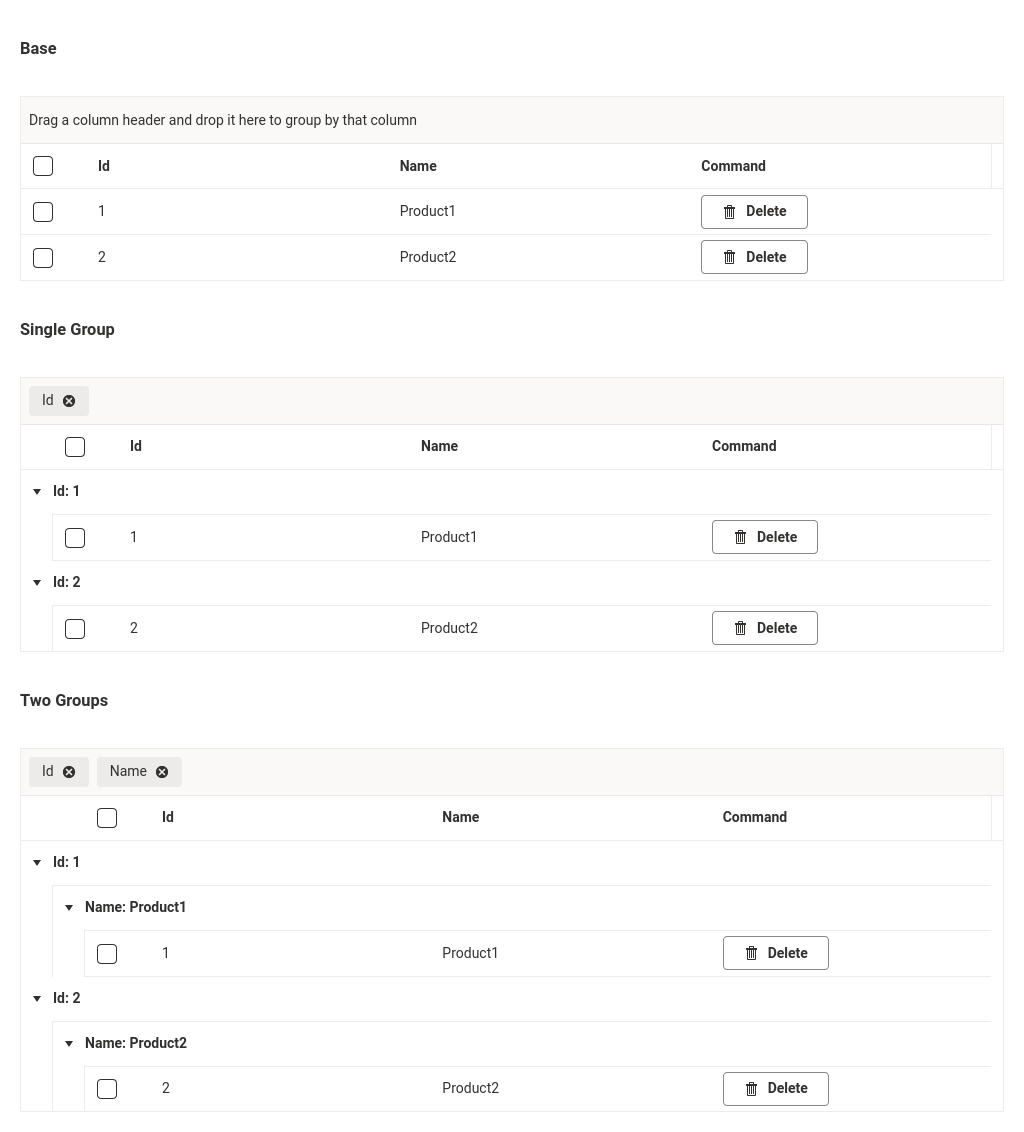 Base
Drag a column header and drop it here to group by that column
Id Name Command
1 Product1 Delete
2 Product2 Delete
Single Group
Id
Id Name Command
Id: 1
1 Product1 Delete
Id: 2
2 Product2 Delete
Two Groups
Id Name
Id Name Command
Id: 1
Name: Product1
1 Product1 Delete
Id: 2
Name: Product2
2 Product2 Delete